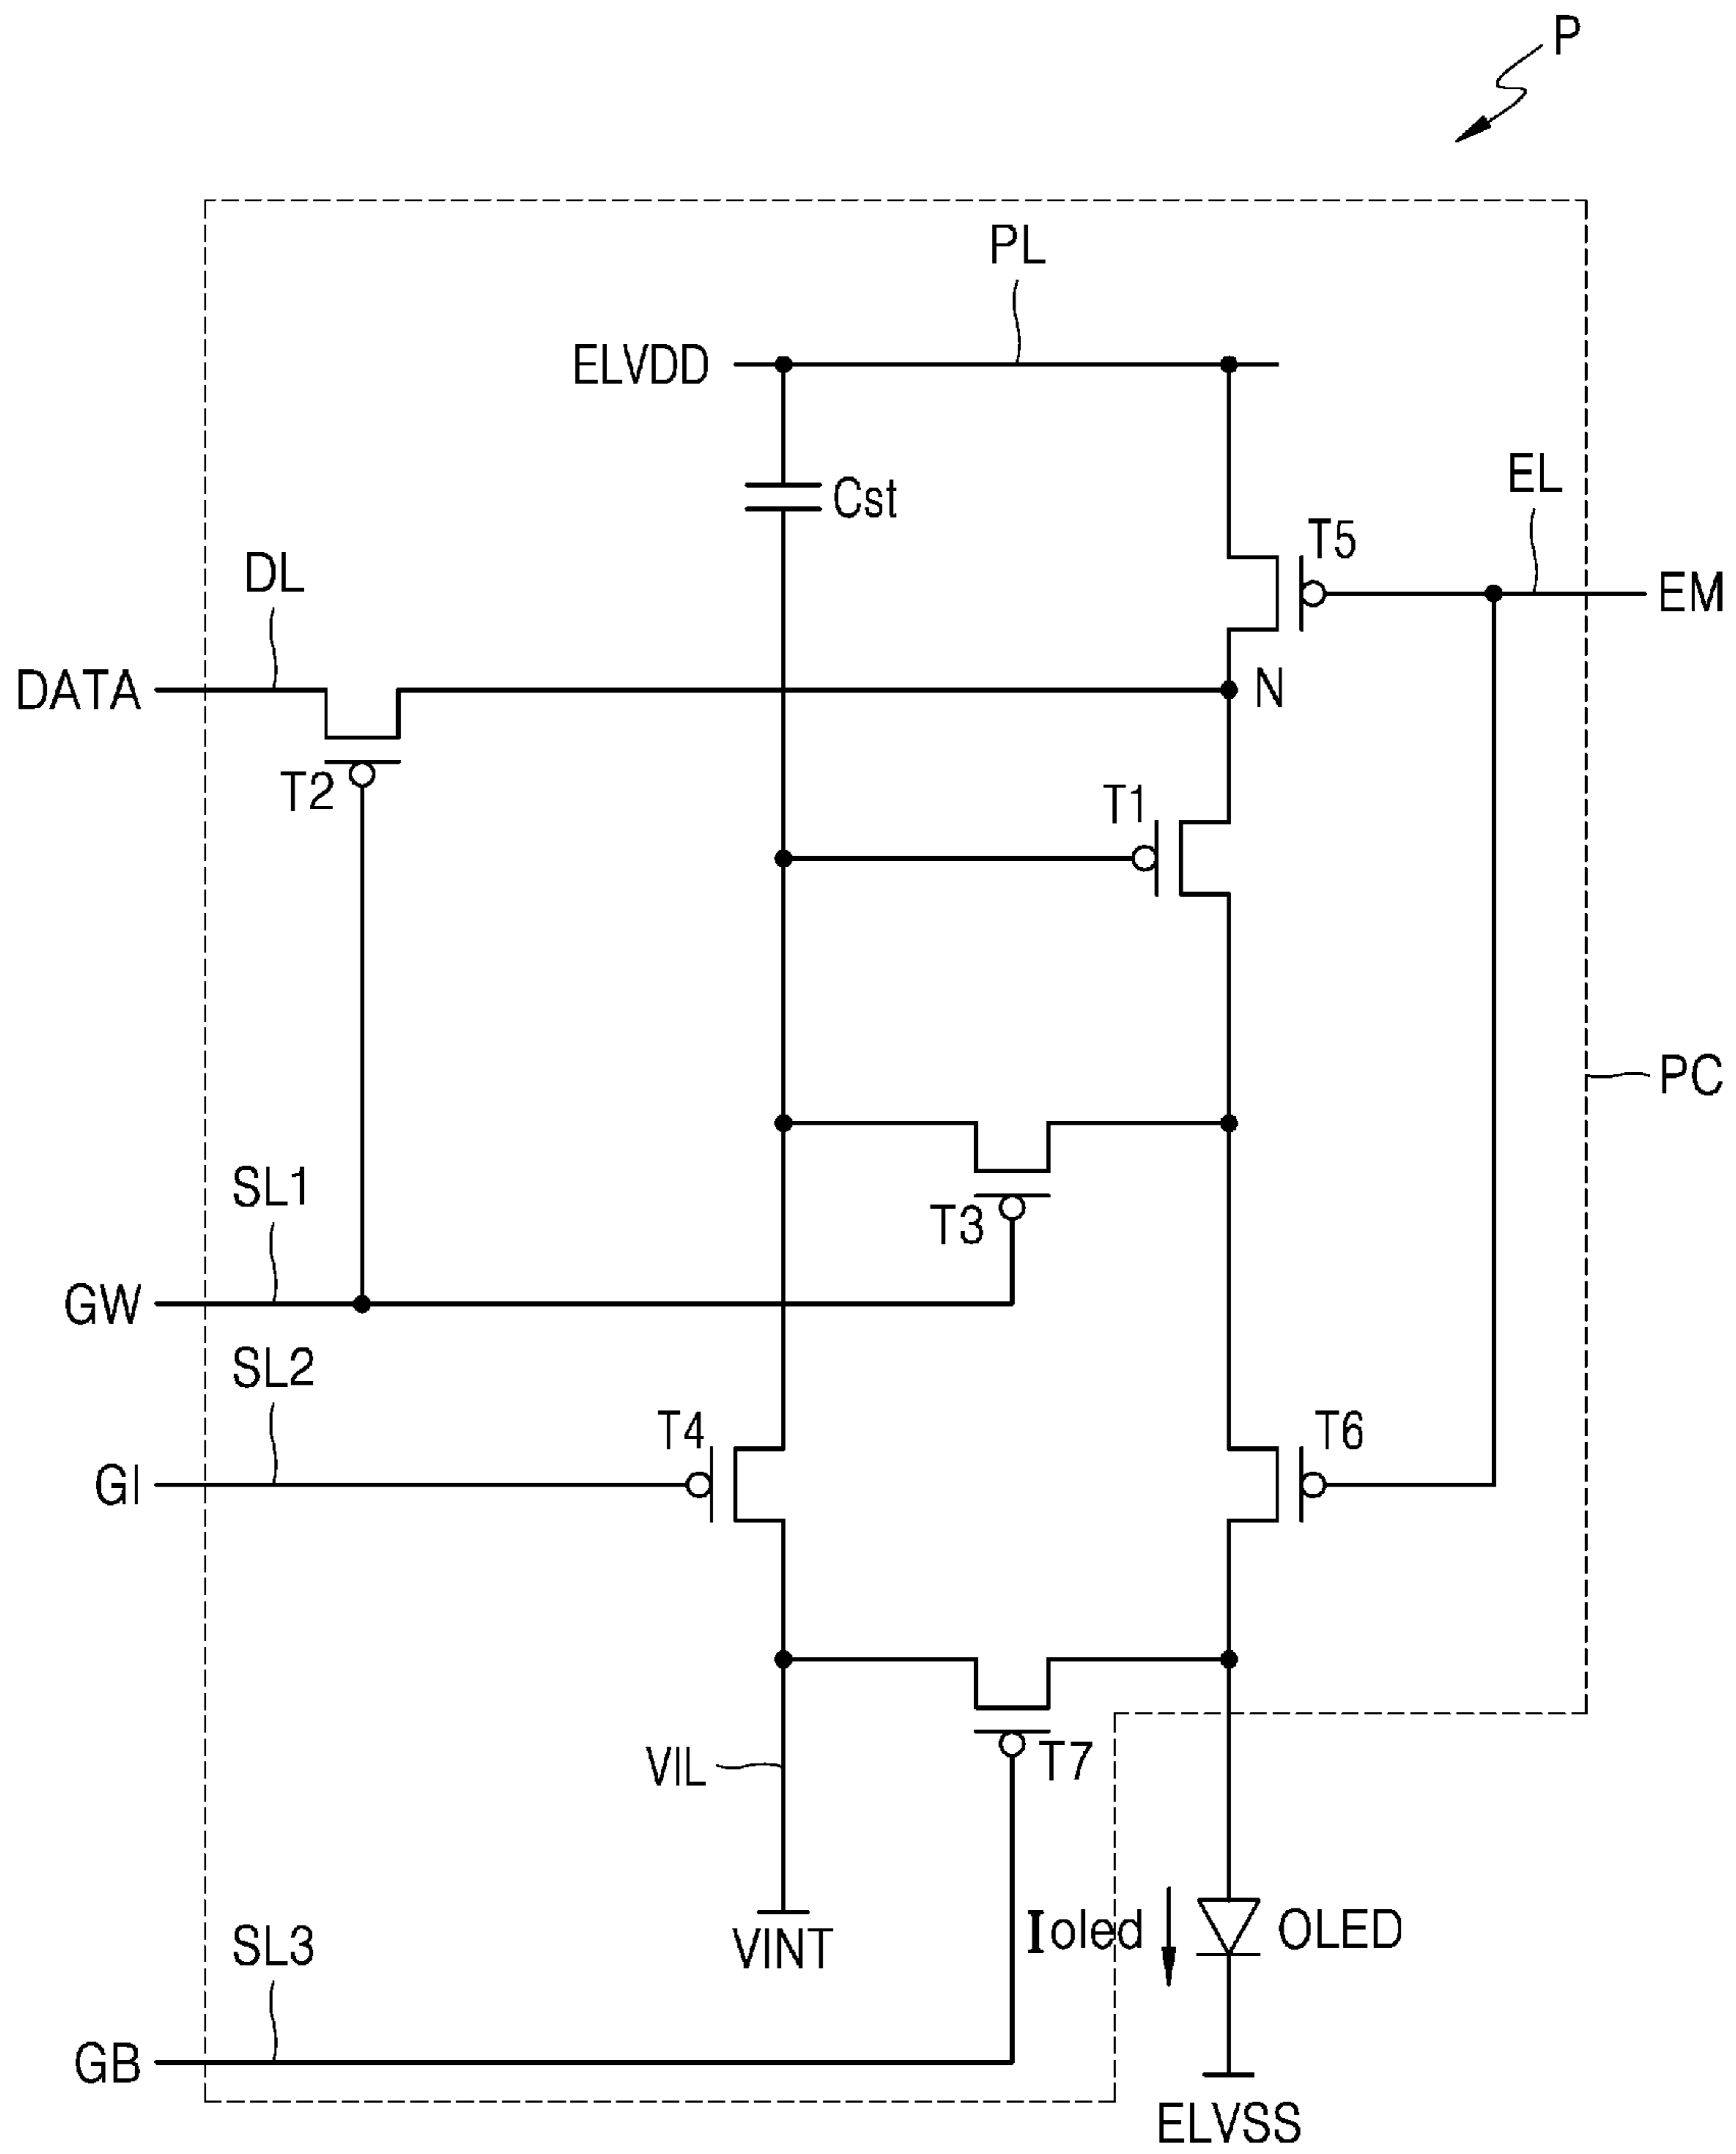 P
PL
ELVDD
Cst
EL
T5
DL
EM
DATA
N
T2
T1
PC
SL1
T3
GW
SL2
T4
T6
GI
T7
VIL
Ioled
OLED
VINT
SL3
GB
ELVSS